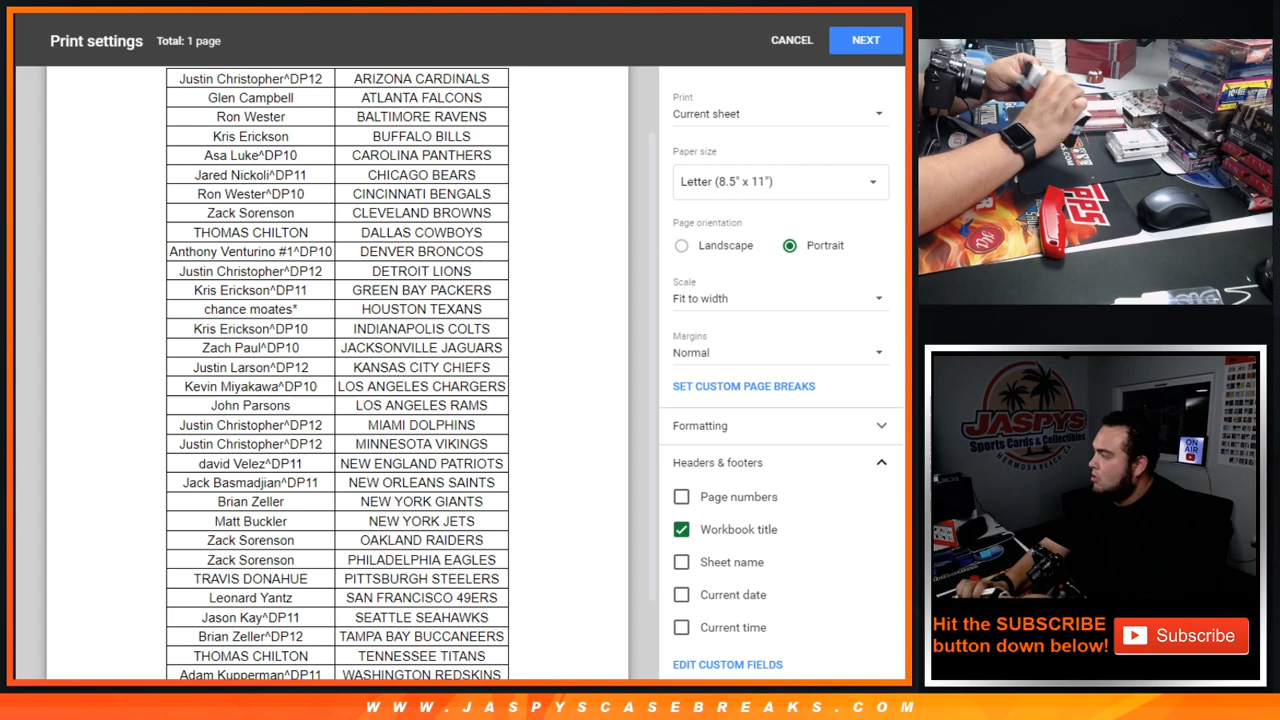 Print settings Total: 1 page CANCEL NEXT
Justin Christopher^DP12 ARIZONA CARDINALS
Glen Campbell ATLANTA FALCONS
Ron Wester BALTIMORE RAVENS
Kris Erickson BUFFALO BILLS
Asa Luke^DP10 CAROLINA PANTHERS
Jared Nickoli^DP11 CHICAGO BEARS
Ron Wester^DP10 CINCINNATI BENGALS
Zack Sorenson CLEVELAND BROWNS
THOMAS CHILTON DALLAS COWBOYS
Anthony Venturino #1^DP10 DENVER BRONCOS
Justin Christopher^DP12 DETROIT LIONS
Kris Erickson^DP11 GREEN BAY PACKERS
chance moates* HOUSTON TEXANS
Kris Erickson^DP10 INDIANAPOLIS COLTS
Zach Paul^DP10 JACKSONVILLE JAGUARS
Justin Larson^DP12 KANSAS CITY CHIEFS
Kevin Miyakawa^DP10 LOS ANGELES CHARGERS
John Parsons LOS ANGELES RAMS
Justin Christopher^DP12 MIAMI DOLPHINS
Justin Christopher^DP12 MINNESOTA VIKINGS
david Velez^DP11 NEW ENGLAND PATRIOTS
Jack Basmadjian^DP11 NEW ORLEANS SAINTS
Brian Zeller NEW YORK GIANTS
Matt Buckler NEW YORK JETS
Zack Sorenson OAKLAND RAIDERS
Zack Sorenson PHILADELPHIA EAGLES
TRAVIS DONAHUE PITTSBURGH STEELERS
Leonard Yantz SAN FRANCISCO 49ERS
Jason Kay^DP11 SEATTLE SEAHAWKS
Brian Zeller^DP12 TAMPA BAY BUCCANEERS
THOMAS CHILTON TENNESSEE TITANS
Adam Kupperman^DP11 WASHINGTON REDSKINS
Print
Current sheet
Paper size
Letter (8.5" x 11")
Page orientation
Landscape Portrait
Scale
Fit to width
Margins
Normal
SET CUSTOM PAGE BREAKS
Formatting
Headers & footers
Page numbers
Workbook title
Sheet name
Current date
Current time
EDIT CUSTOM FIELDS
JASPYS
Sports Cards & Collectibles
HERMOSA BEACH, CA
ON
AIR
Hit the SUBSCRIBE
button down below!
Subscribe
WWW.JASPYSCASEBREAKS.COM